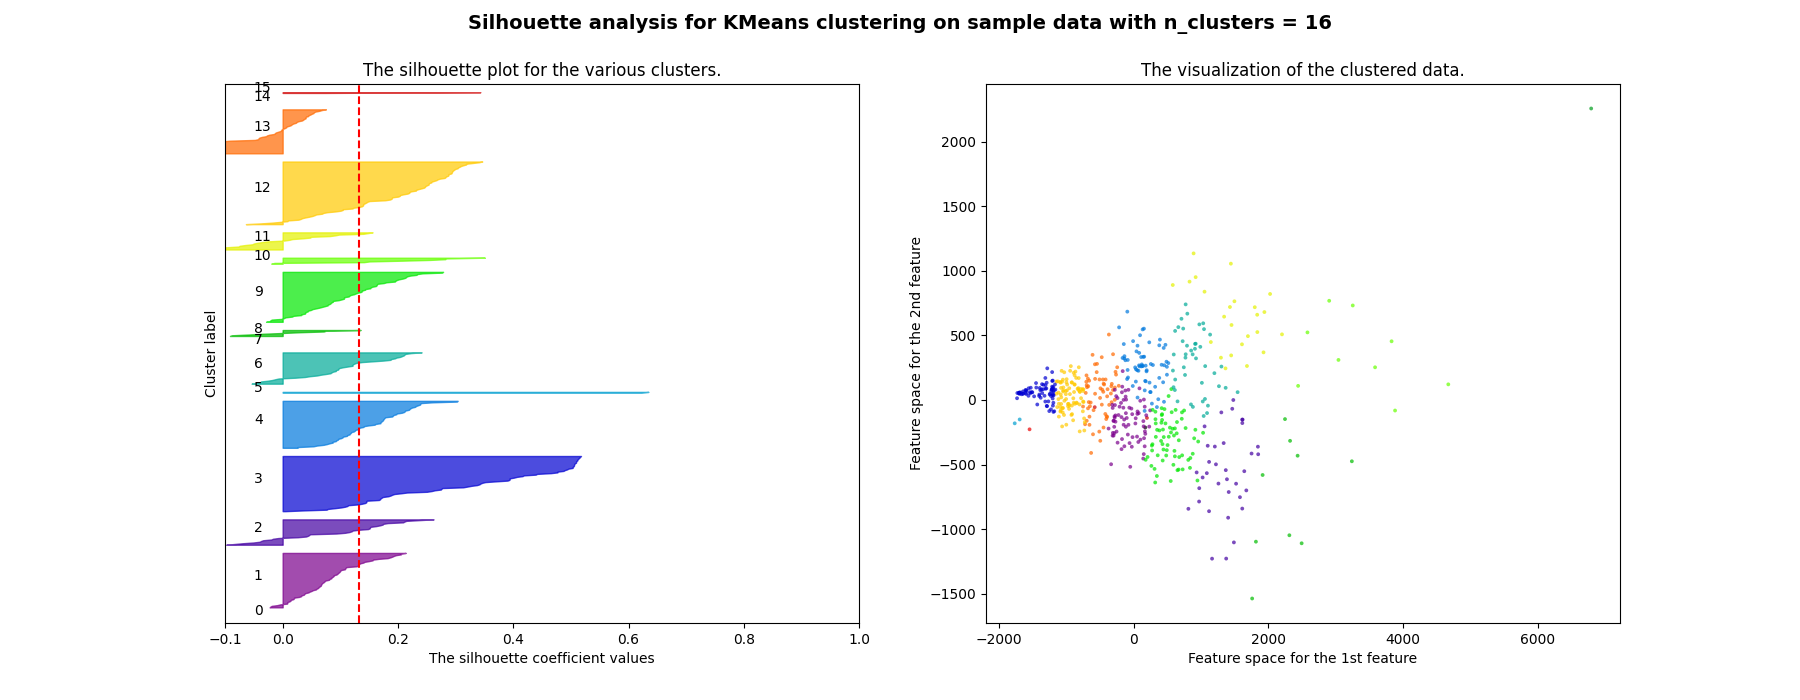 Silhouette analysis for KMeans clustering on sample data with n_clusters = 16
The silhouette plot for the various clusters.
15
14
13
12
11
10
9
8
7
6
5
4
3
2
1
0
Cluster label
−0.1 0.0 0.2 0.4 0.6 0.8 1.0
The silhouette coefficient values
The visualization of the clustered data.
2000
1500
1000
500
0
−500
−1000
−1500
Feature space for the 2nd feature
−2000 0 2000 4000 6000
Feature space for the 1st feature